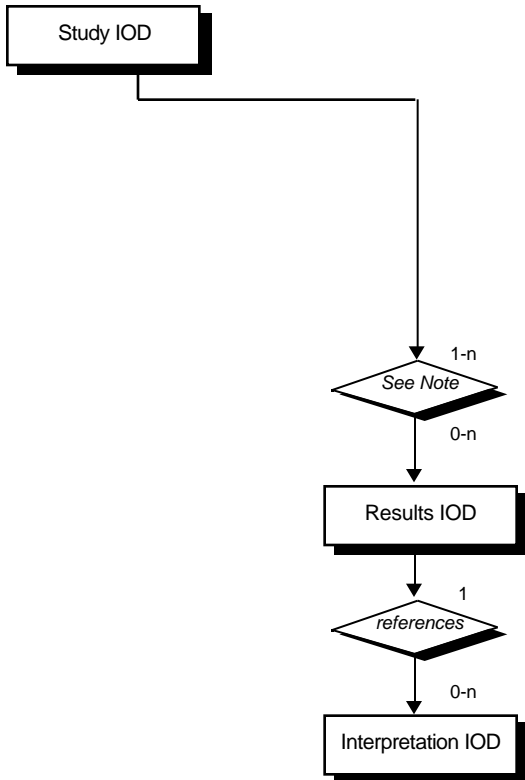 Study IOD
1-n
See Note
0-n
Results IOD
1
references
0-n
Interpretation IOD